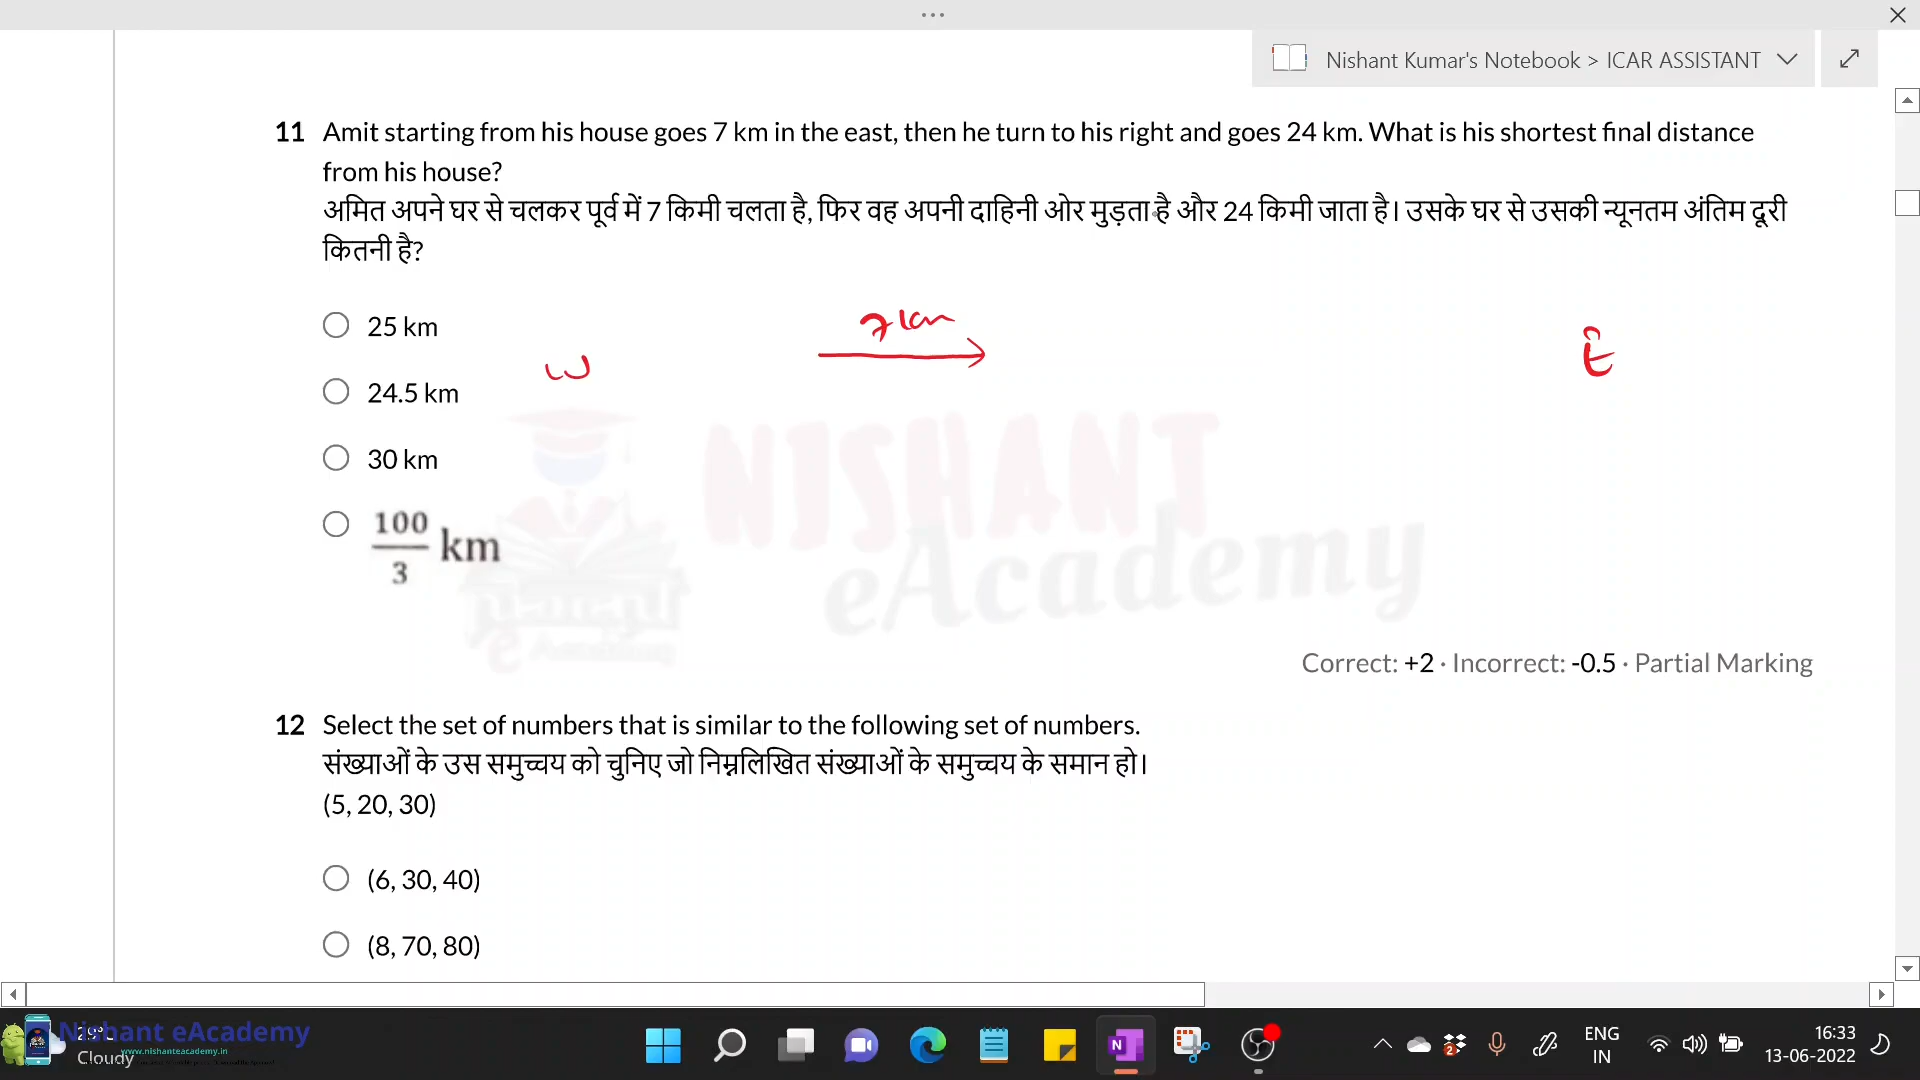 Nishant Kumar's Notebook > ICAR ASSISTANT
11 Amit starting from his house goes 7 km in the east, then he turn to his right and goes 24 km. What is his shortest final distance
from his house?
अमित अपने घर से चलकर पूर्व में 7 किमी चलता है, फिर वह अपनी दाहिनी ओर मुड़ता है और 24 किमी जाता है। उसके घर से उसकी न्यूनतम अंतिम दूरी
कितनी है?
7 km
25 km
W
E
24.5 km
30 km
100/3 km
NISHANT
eAcademy
Correct: +2 · Incorrect: -0.5 · Partial Marking
12 Select the set of numbers that is similar to the following set of numbers.
संख्याओं के उस समुच्चय को चुनिए जो निम्नलिखित संख्याओं के समुच्चय के समान हो।
(5, 20, 30)
(6, 30, 40)
(8, 70, 80)
Nishant eAcademy
www.nishanteacademy.in
Cloudy
2
ENG
IN
16:33
13-06-2022